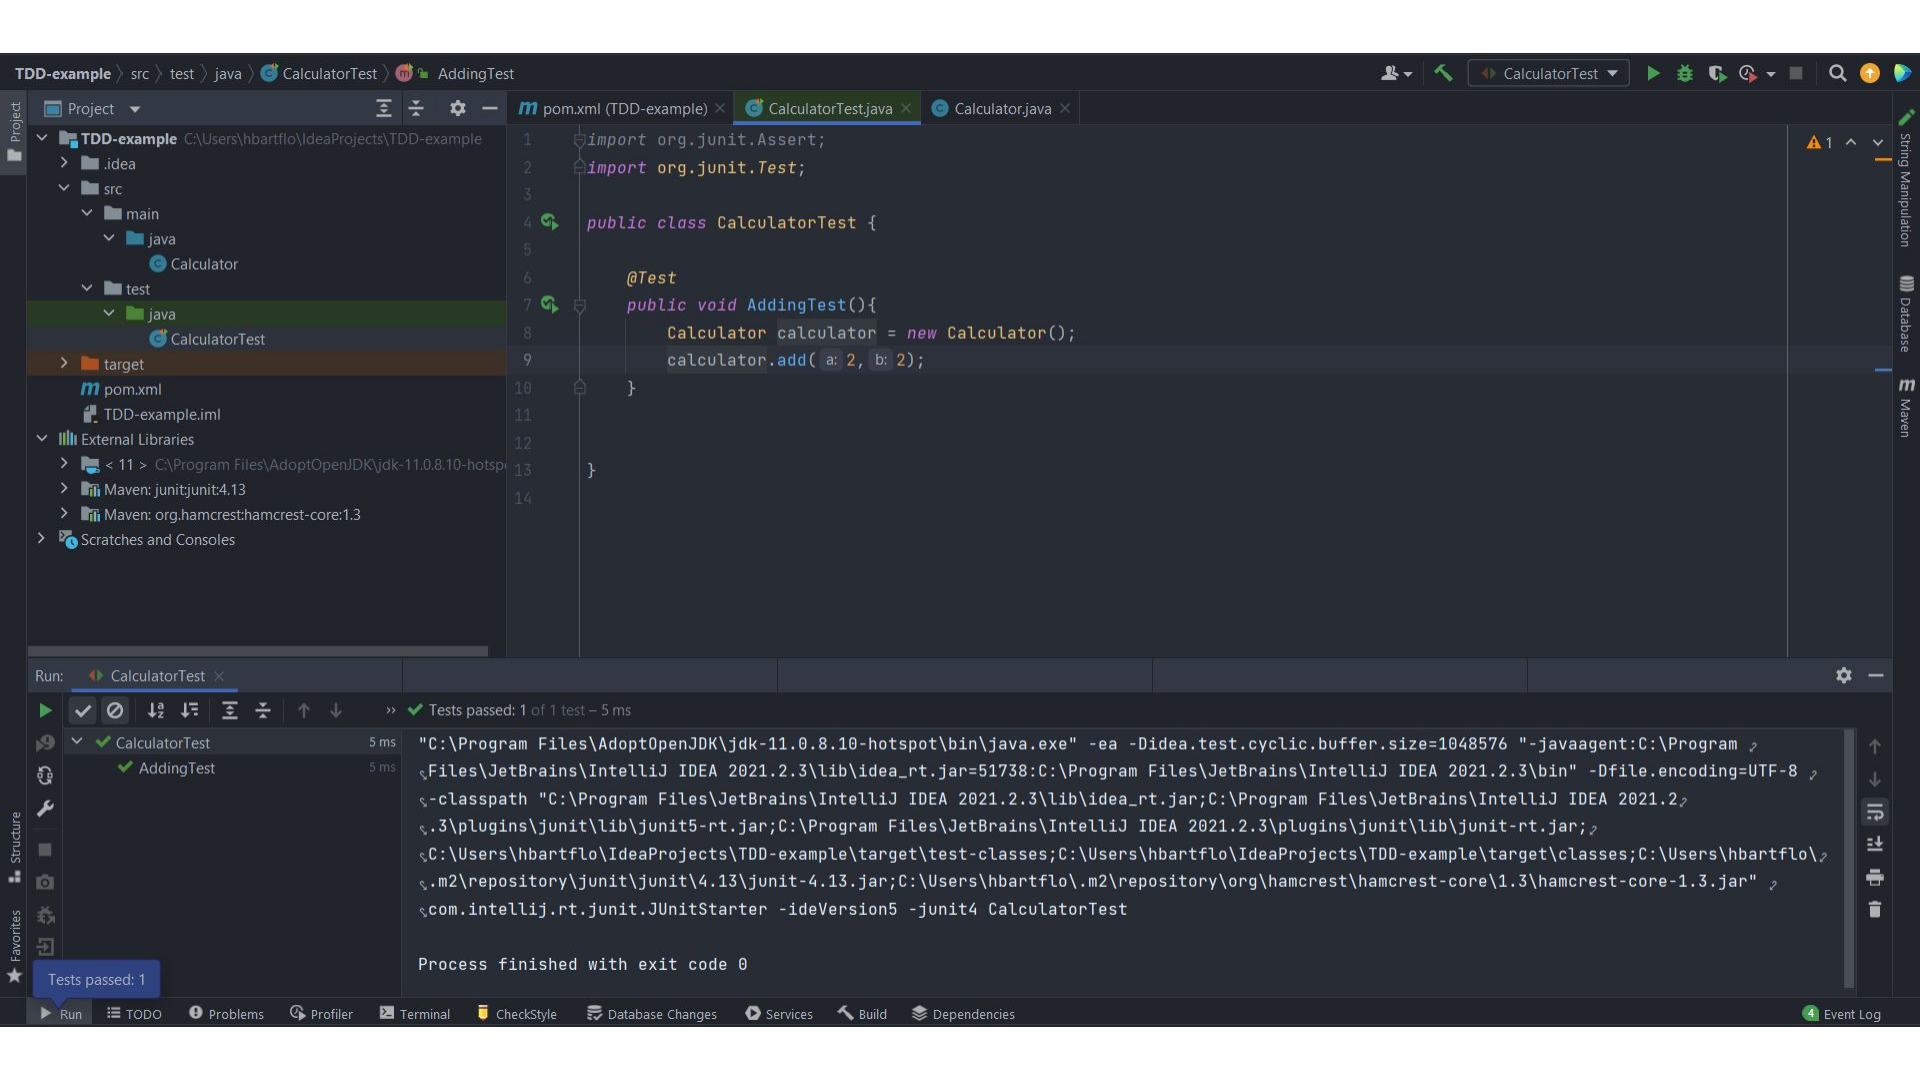 TDD-example src test java CalculatorTest m AddingTest
CalculatorTest
Project
pom.xml (TDD-example) CalculatorTest.java Calculator.java
Project
TDD-example C:\Users\hbartflo\IdeaProjects\TDD-example
.idea
src
main
java
Calculator
test
java
CalculatorTest
target
pom.xml
TDD-example.iml
External Libraries
< 11 > C:\Program Files\AdoptOpenJDK\jdk-11.0.8.10-hotsp
Maven: junit:junit:4.13
Maven: org.hamcrest:hamcrest-core:1.3
Scratches and Consoles
1 import org.junit.Assert;
2 import org.junit.Test;
3
4 public class CalculatorTest {
5
6 @Test
7 public void AddingTest(){
8 Calculator calculator = new Calculator();
9 calculator.add( a: 2, b: 2);
10 }
11
12
13 }
14
1
String Manipulation
Database
Maven
Run: CalculatorTest
Tests passed: 1 of 1 test – 5 ms
CalculatorTest 5 ms
AddingTest 5 ms
"C:\Program Files\AdoptOpenJDK\jdk-11.0.8.10-hotspot\bin\java.exe" -ea -Didea.test.cyclic.buffer.size=1048576 "-javaagent:C:\Program
Files\JetBrains\IntelliJ IDEA 2021.2.3\lib\idea_rt.jar=51738:C:\Program Files\JetBrains\IntelliJ IDEA 2021.2.3\bin" -Dfile.encoding=UTF-8
-classpath "C:\Program Files\JetBrains\IntelliJ IDEA 2021.2.3\lib\idea_rt.jar;C:\Program Files\JetBrains\IntelliJ IDEA 2021.2
.3\plugins\junit\lib\junit5-rt.jar;C:\Program Files\JetBrains\IntelliJ IDEA 2021.2.3\plugins\junit\lib\junit-rt.jar;
C:\Users\hbartflo\IdeaProjects\TDD-example\target\test-classes;C:\Users\hbartflo\IdeaProjects\TDD-example\target\classes;C:\Users\hbartflo\
.m2\repository\junit\junit\4.13\junit-4.13.jar;C:\Users\hbartflo\.m2\repository\org\hamcrest\hamcrest-core\1.3\hamcrest-core-1.3.jar"
com.intellij.rt.junit.JUnitStarter -ideVersion5 -junit4 CalculatorTest
Process finished with exit code 0
Structure
Favorites
Tests passed: 1
Run TODO Problems Profiler Terminal CheckStyle Database Changes Services Build Dependencies 4 Event Log